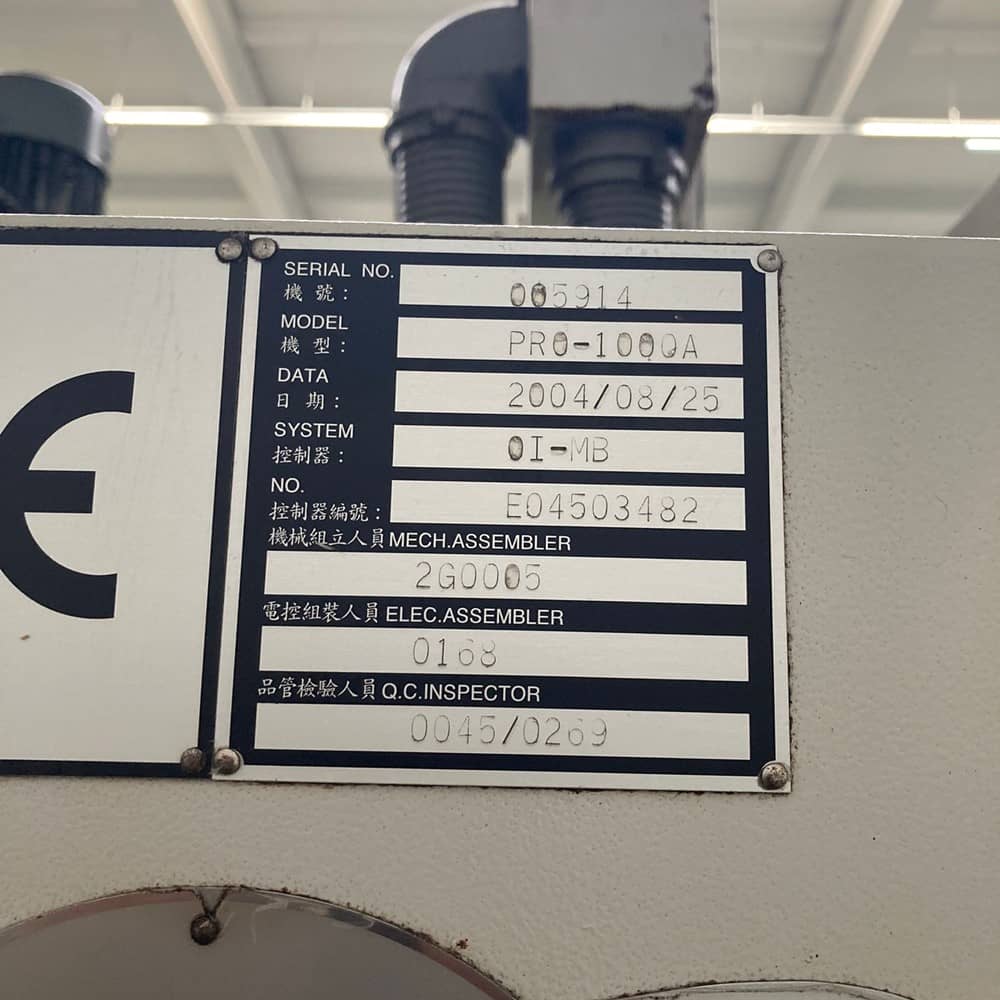 CE
SERIAL NO.
機 號 : 005914
MODEL
機 型 : PRO-1000A
DATA
日 期 : 2004/08/25
SYSTEM
控制器 : 0I-MB
NO.
控制器編號 : E04503482
機械組立人員 MECH.ASSEMBLER
2G0005
電控組裝人員 ELEC.ASSEMBLER
0168
品管檢驗人員 Q.C.INSPECTOR
0045/0269